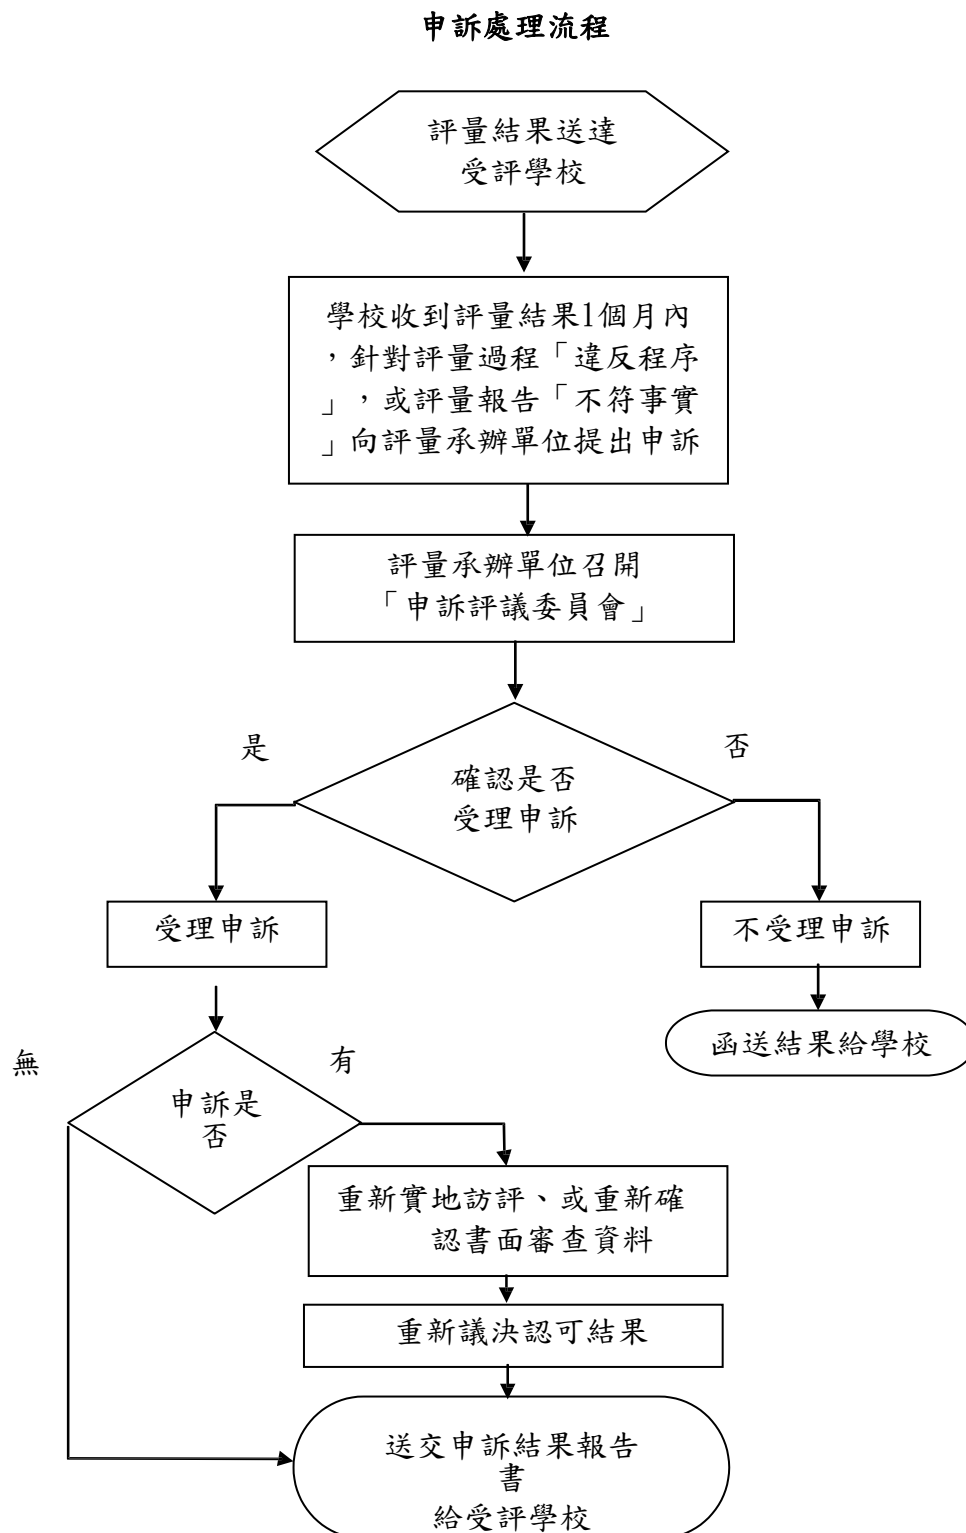 申訴處理流程
評量結果送達
受評學校
學校收到評量結果1個月內
，針對評量過程「違反程序
」，或評量報告「不符事實
」向評量承辦單位提出申訴
評量承辦單位召開
「申訴評議委員會」
是
否
確認是否
受理申訴
受理申訴
不受理申訴
函送結果給學校
無
有
申訴是
否
重新實地訪評、或重新確
認書面審查資料
重新議決認可結果
送交申訴結果報告
書
給受評學校